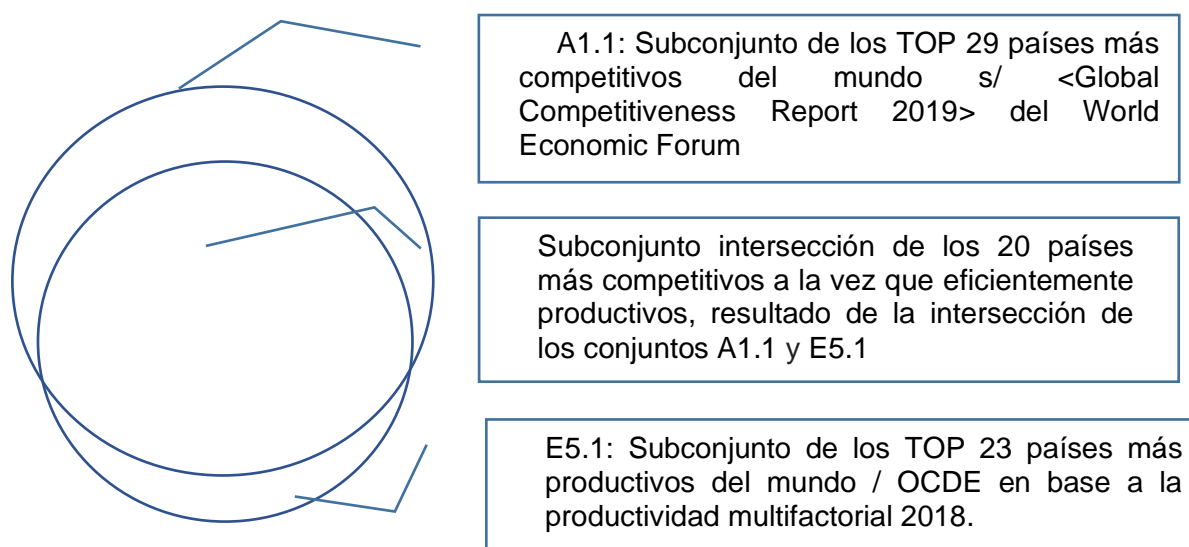 A1.1: Subconjunto de los TOP 29 países más
competitivos del mundo s/ <Global
Competitiveness Report 2019> del World
Economic Forum
Subconjunto intersección de los 20 países
más competitivos a la vez que eficientemente
productivos, resultado de la intersección de
los conjuntos A1.1 y E5.1
E5.1: Subconjunto de los TOP 23 países más
productivos del mundo / OCDE en base a la
productividad multifactorial 2018.